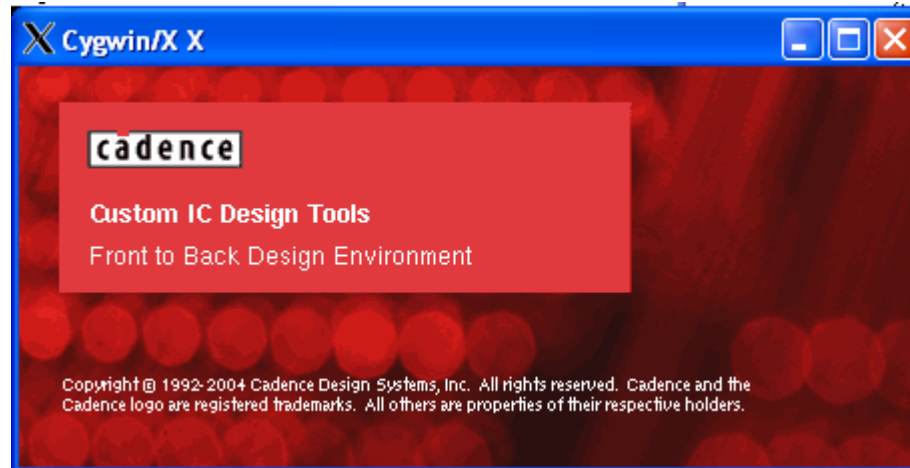 Cygwin/X X
cadence
Custom IC Design Tools
Front to Back Design Environment
Copyright © 1992-2004 Cadence Design Systems, Inc. All rights reserved. Cadence and the
Cadence logo are registered trademarks. All others are properties of their respective holders.